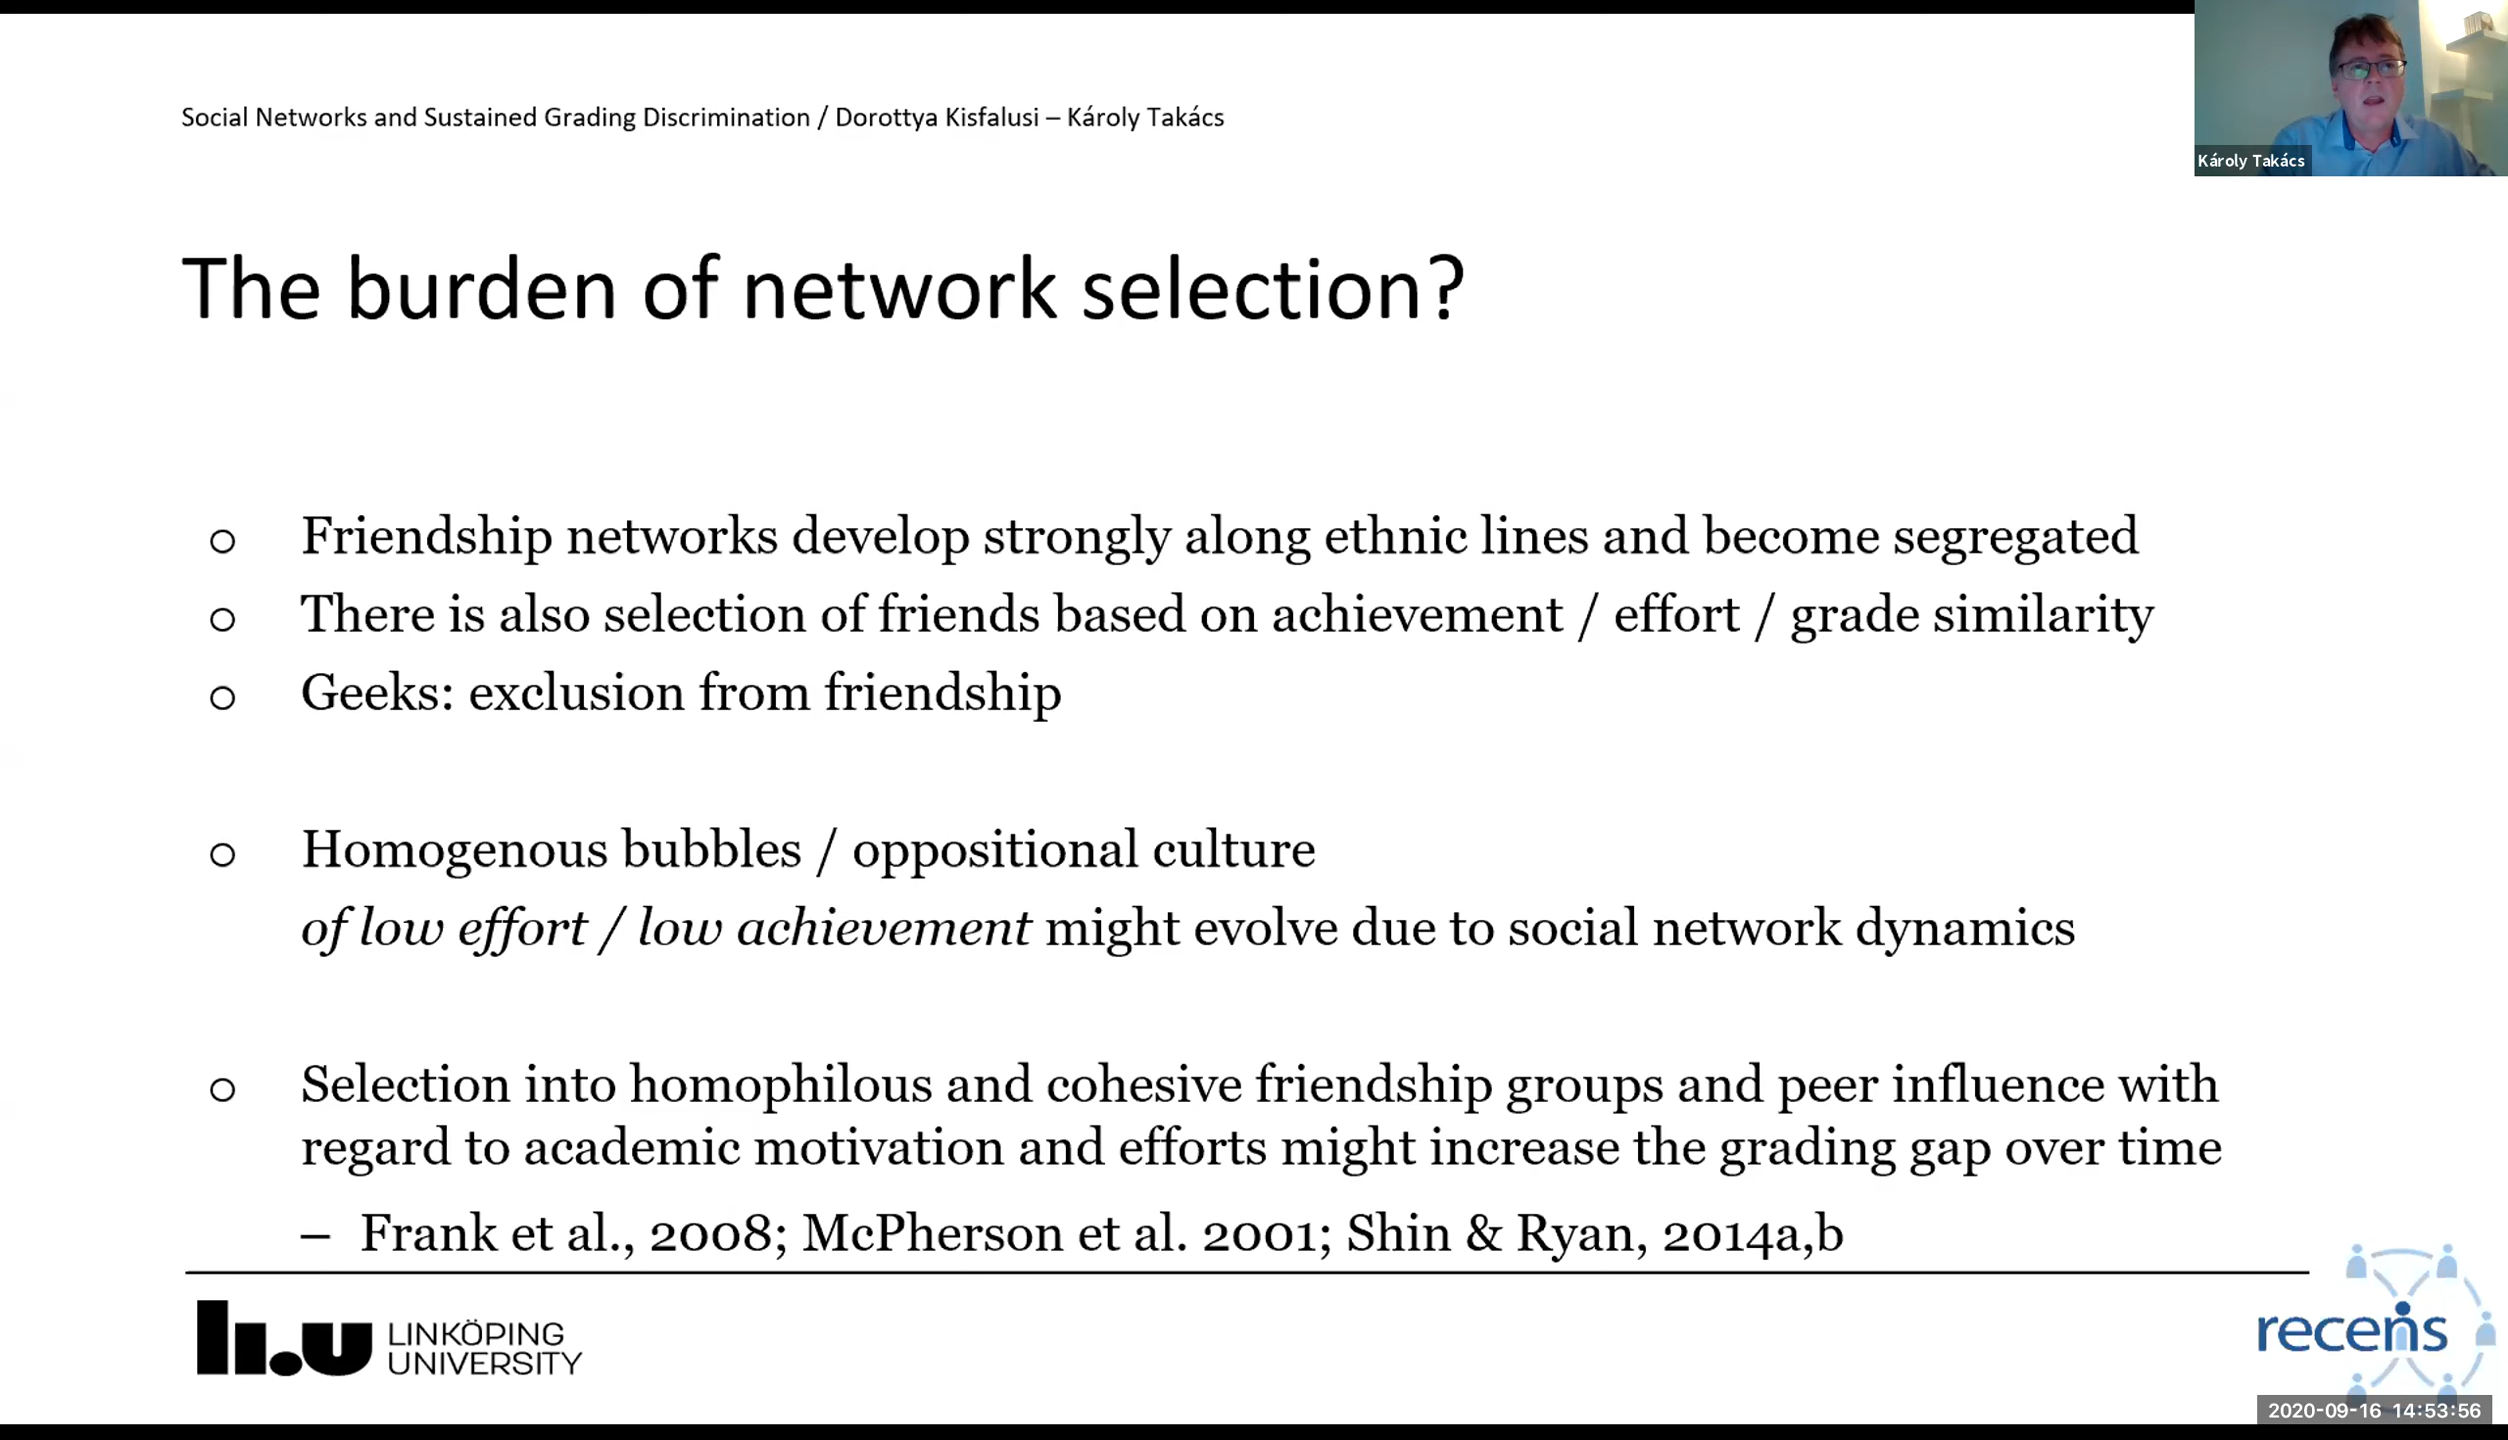 Social Networks and Sustained Grading Discrimination / Dorottya Kisfalusi – Károly Takács
Károly Takács
The burden of network selection?
Friendship networks develop strongly along ethnic lines and become segregated
There is also selection of friends based on achievement / effort / grade similarity
Geeks: exclusion from friendship
Homogenous bubbles / oppositional culture
of low effort / low achievement might evolve due to social network dynamics
Selection into homophilous and cohesive friendship groups and peer influence with
regard to academic motivation and efforts might increase the grading gap over time
– Frank et al., 2008; McPherson et al. 2001; Shin & Ryan, 2014a,b
li.u LINKÖPING
UNIVERSITY
recens
2020-09-16 14:53:56